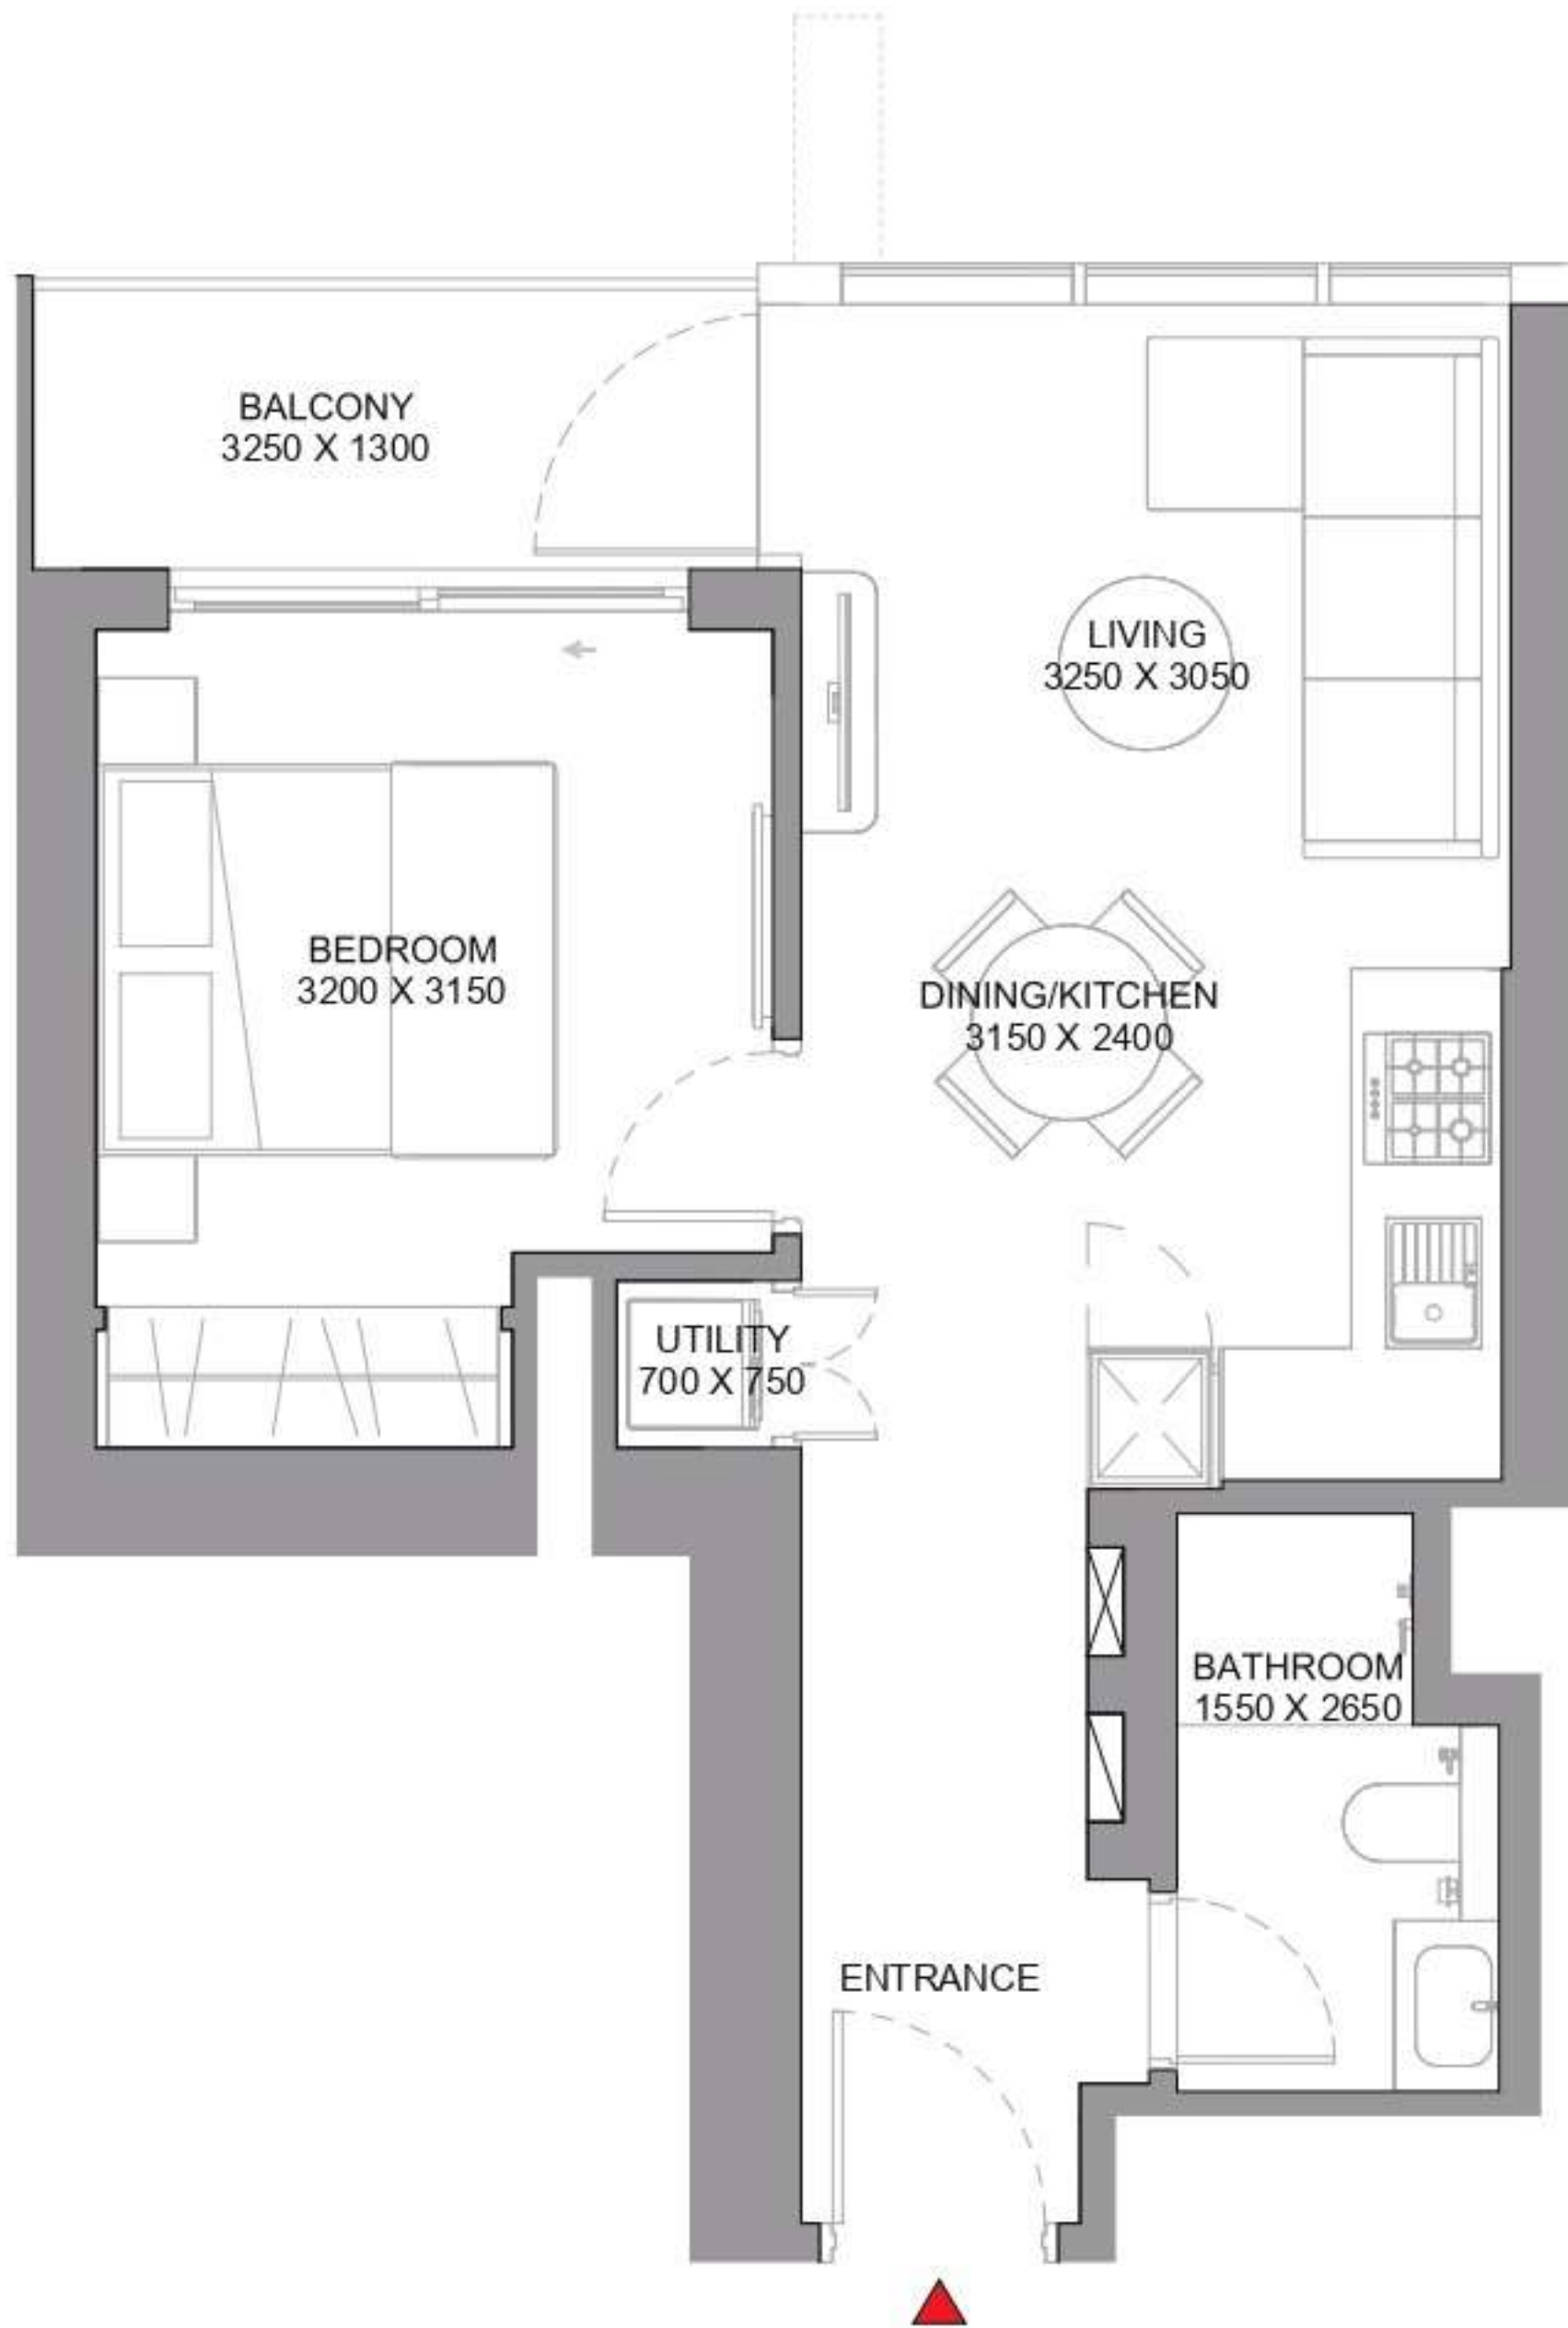 BALCONY
3250 X 1300
LIVING
3250 X 3050
BEDROOM
3200 X 3150
DINING/KITCHEN
3150 X 2400
UTILITY
700 X 750
BATHROOM
1550 X 2650
ENTRANCE